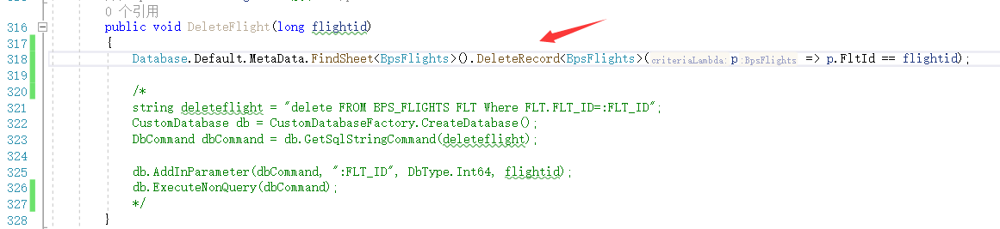 0 个引用
316 public void DeleteFlight(long flightid)
317 {
318 Database.Default.MetaData.FindSheet<BpsFlights>().DeleteRecord<BpsFlights>(criteriaLambda: p :BpsFlights => p.FltId == flightid);
319
320 /*
321 string deleteflight = "delete FROM BPS_FLIGHTS FLT Where FLT.FLT_ID=:FLT_ID";
322 CustomDatabase db = CustomDatabaseFactory.CreateDatabase();
323 DbCommand dbCommand = db.GetSqlStringCommand(deleteflight);
324
325 db.AddInParameter(dbCommand, ":FLT_ID", DbType.Int64, flightid);
326 db.ExecuteNonQuery(dbCommand);
327 */
328 }